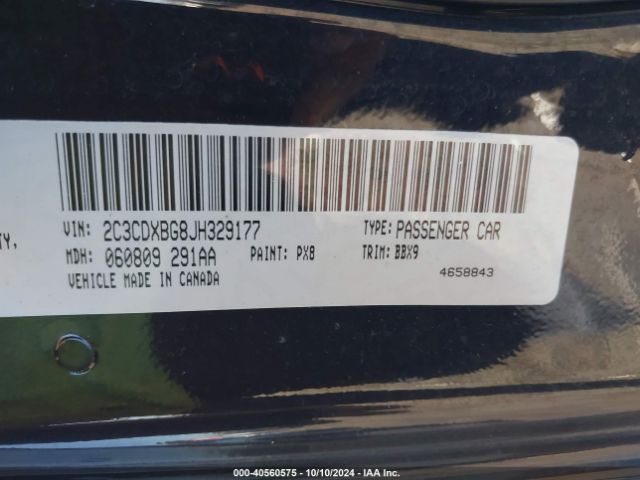 TY,
VIN: 2C3CDXBG8JH329177 TYPE: PASSENGER CAR
MDH: 060809 291AA PAINT: PX8 TRIM: BBX9
VEHICLE MADE IN CANADA 4658843
000-40560575 - 10/10/2024 - IAA Inc.